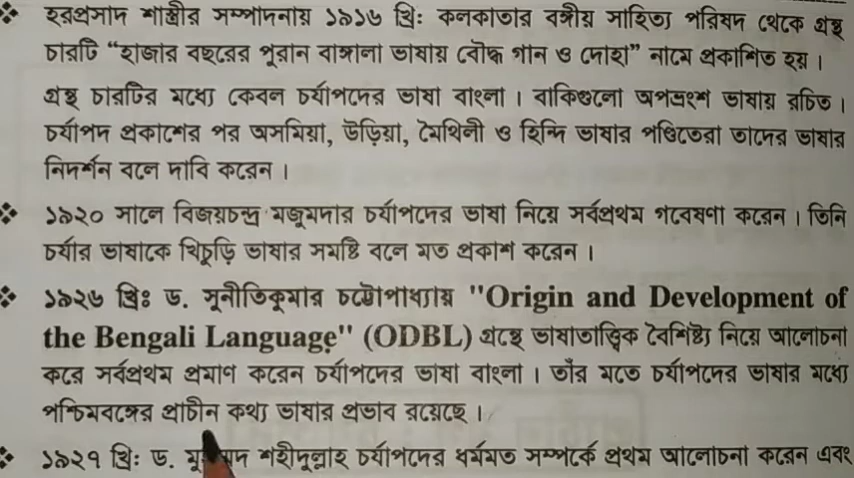 ❖ হরপ্রসাদ শাস্ত্রীর সম্পাদনায় ১৯১৬ খ্রি: কলকাতার বঙ্গীয় সাহিত্য পরিষদ থেকে গ্রন্থ
চারটি “হাজার বছরের পুরান বাঙ্গালা ভাষায় বৌদ্ধ গান ও দোহা” নামে প্রকাশিত হয় ।
গ্রন্থ চারটির মধ্যে কেবল চর্যাপদের ভাষা বাংলা । বাকিগুলো অপভ্রংশ ভাষায় রচিত ।
চর্যাপদ প্রকাশের পর অসমিয়া, উড়িয়া, মৈথিলী ও হিন্দি ভাষার পণ্ডিতেরা তাদের ভাষার
নিদর্শন বলে দাবি করেন ।
❖ ১৯২০ সালে বিজয়চন্দ্র মজুমদার চর্যাপদের ভাষা নিয়ে সর্বপ্রথম গবেষণা করেন । তিনি
চর্যার ভাষাকে খিচুড়ি ভাষার সমষ্টি বলে মত প্রকাশ করেন ।
❖ ১৯২৬ খ্রিঃ ড. সুনীতিকুমার চট্টোপাধ্যায় "Origin and Development of
the Bengali Language" (ODBL) গ্রন্থে ভাষাতাত্ত্বিক বৈশিষ্ট্য নিয়ে আলোচনা
করে সর্বপ্রথম প্রমাণ করেন চর্যাপদের ভাষা বাংলা । তাঁর মতে চর্যাপদের ভাষার মধ্যে
পশ্চিমবঙ্গের প্রাচীন কথ্য ভাষার প্রভাব রয়েছে ।
❖ ১৯২৭ খ্রি: ড. শহীদুল্লাহ চর্যাপদের ধর্মমত সম্পর্কে প্রথম আলোচনা করেন এবং